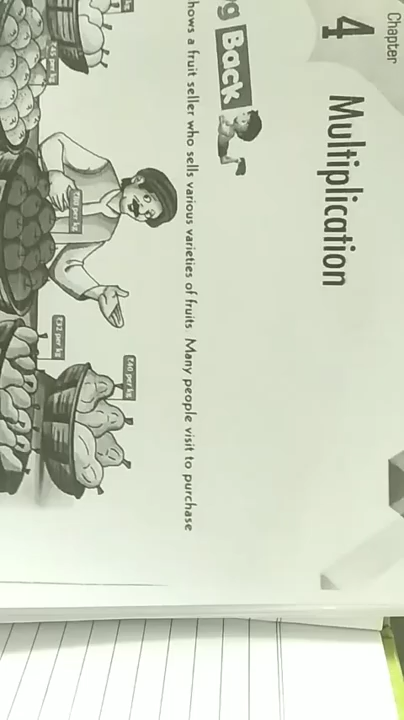 Chapter
4 Multiplication
g Back
hows a fruit seller who sells various varieties of fruits. Many people visit to purchase
₹40 per kg
₹32 per kg